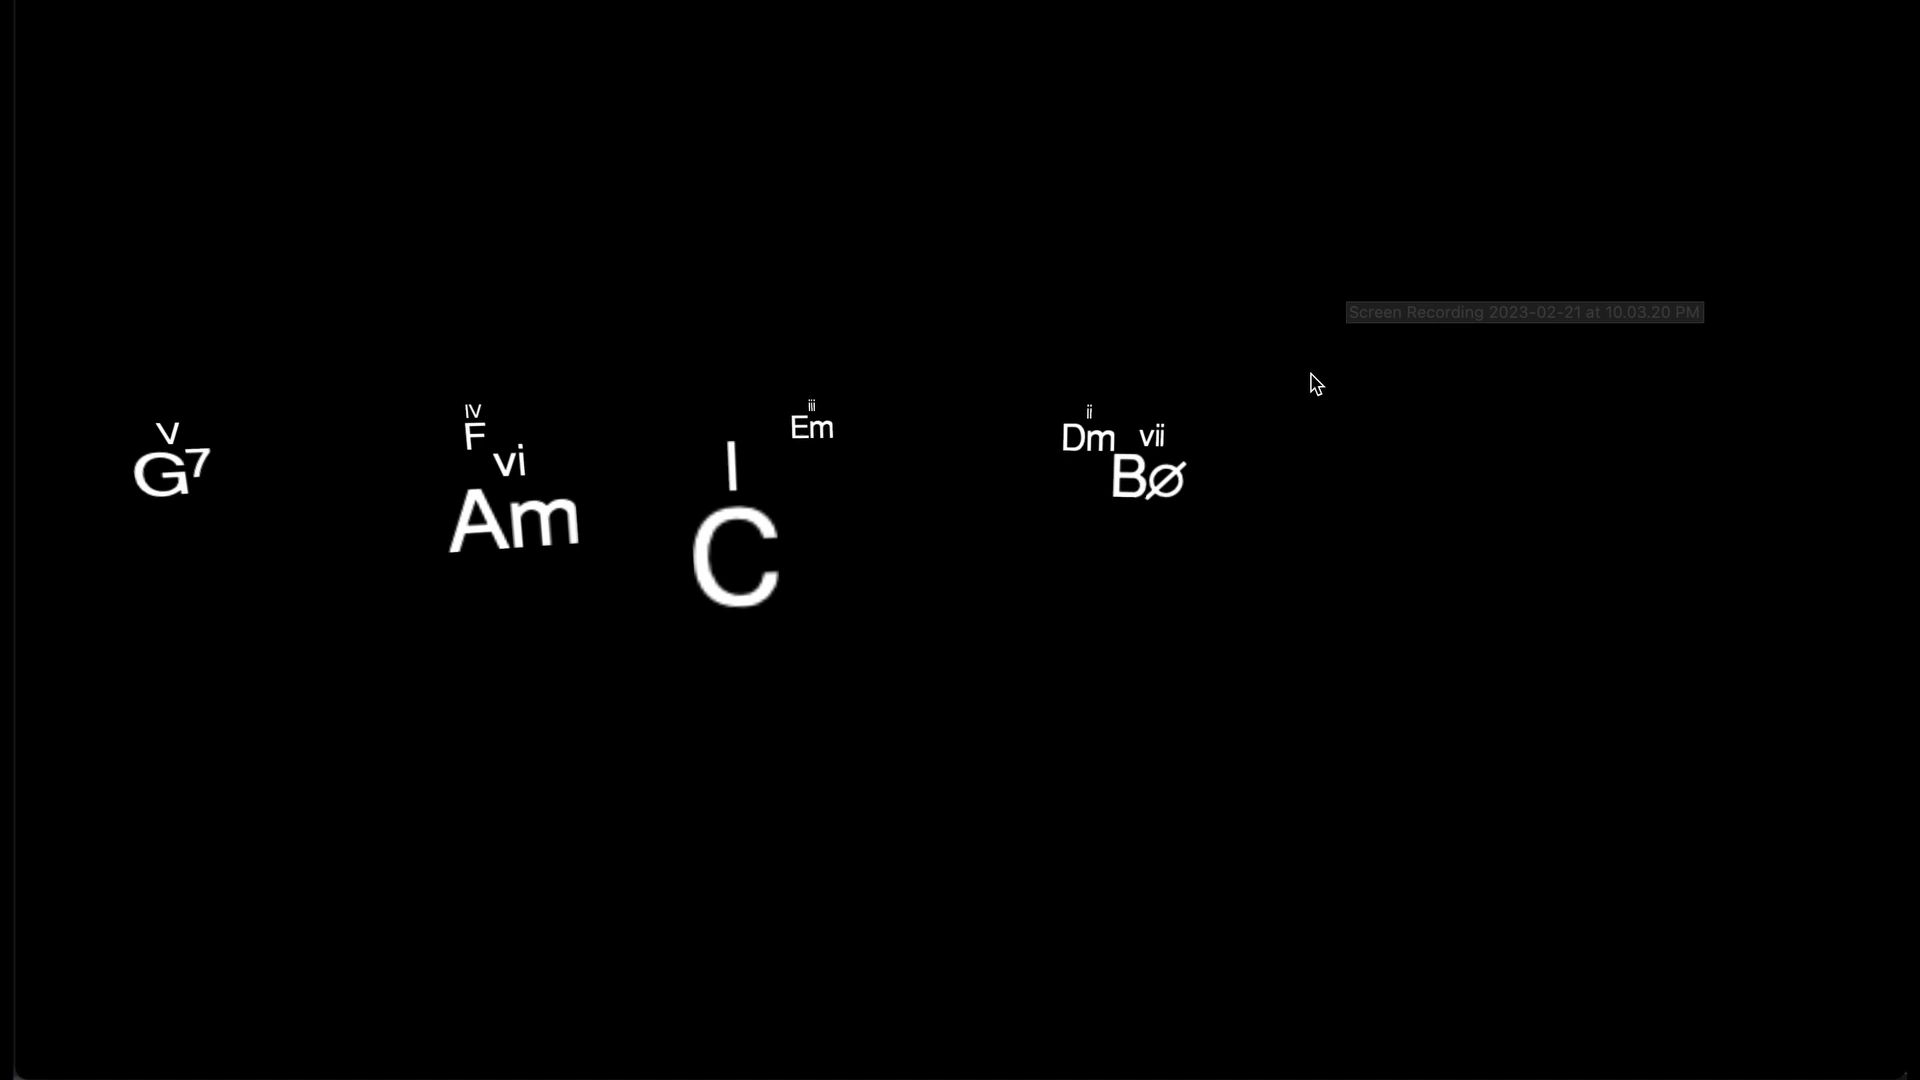 V
G7
IV
F
vi
Am
I
C
iii
Em
ii
Dm
vii
Bø
Screen Recording 2023-02-21 at 10.03.20 PM